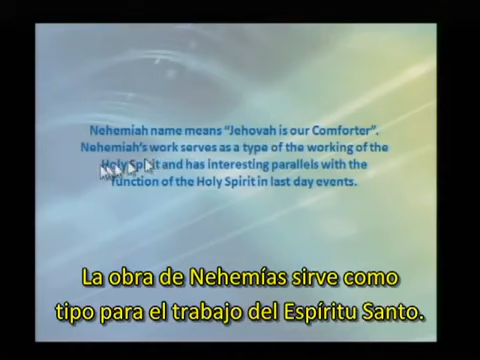 Nehemiah name means “Jehovah is our Comforter”.
Nehemiah's work serves as a type of the working of the
Holy Spirit and has interesting parallels with the
function of the Holy Spirit in last day events.
La obra de Nehemías sirve como
tipo para el trabajo del Espíritu Santo.